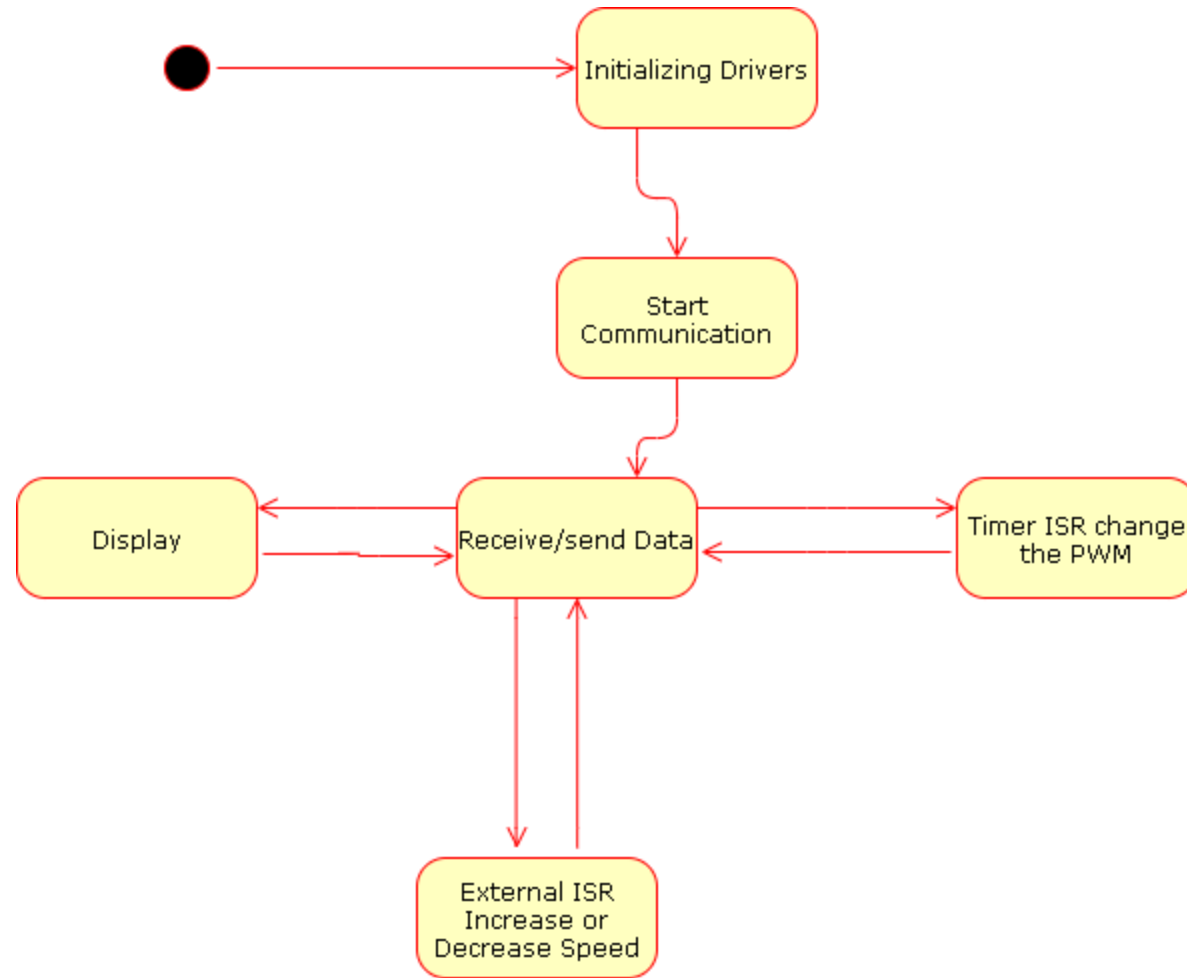 Initializing Drivers
Start
Communication
Display
Receive/send Data
Timer ISR change
the PWM
External ISR
Increase or
Decrease Speed